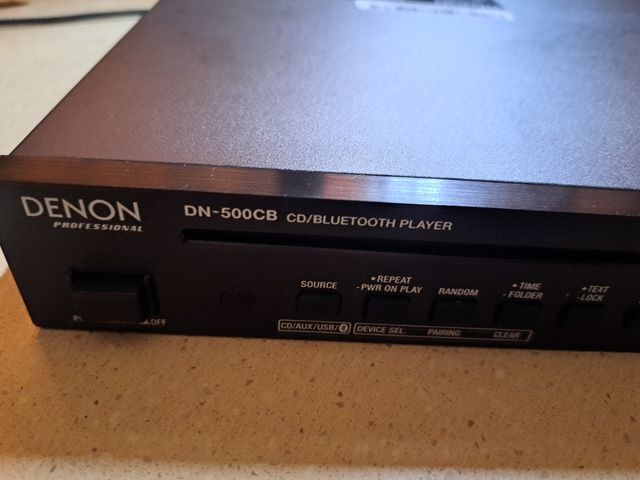 DENON
PROFESSIONAL
DN-500CB CD/BLUETOOTH PLAYER
SOURCE
•REPEAT
-PWR ON PLAY
RANDOM
•TIME
-FOLDER
•TEXT
-LOCK
CD/AUX/USB/
DEVICE SEL.
PAIRING
CLEAR
OFF